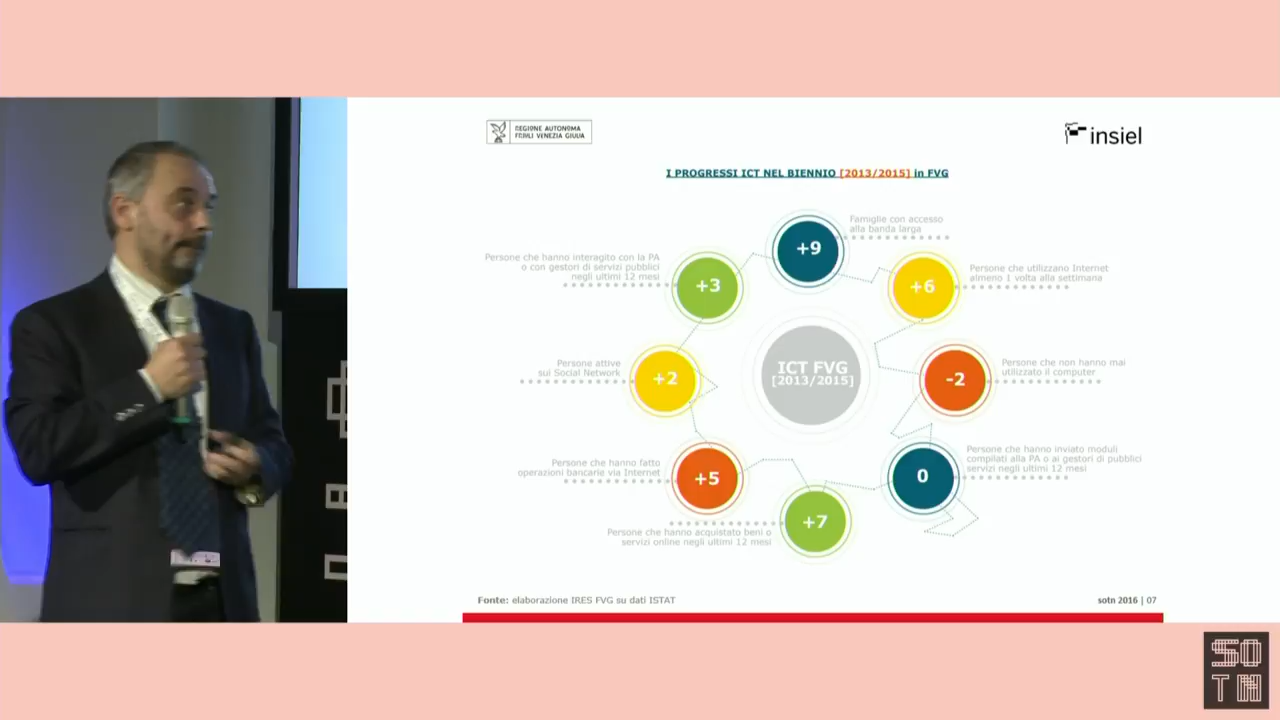 REGIONE AUTONOMA
FRIULI VENEZIA GIULIA
insiel
I PROGRESSI ICT NEL BIENNIO [2013/2015] in FVG
+9
Famiglie con accesso
alla banda larga
+6
Persone che utilizzano Internet
almeno 1 volta alla settimana
-2
Persone che non hanno mai
utilizzato il computer
0
Persone che hanno inviato moduli
compilati alla PA o ai gestori di pubblici
servizi negli ultimi 12 mesi
+7
Persone che hanno acquistato beni o
servizi online negli ultimi 12 mesi
+5
Persone che hanno fatto
operazioni bancarie via Internet
+2
Persone attive
sui Social Network
+3
Persone che hanno interagito con la PA
o con gestori di servizi pubblici
negli ultimi 12 mesi
ICT FVG
[2013/2015]
Fonte: elaborazione IRES FVG su dati ISTAT
sotn 2016 | 07
SO
TN